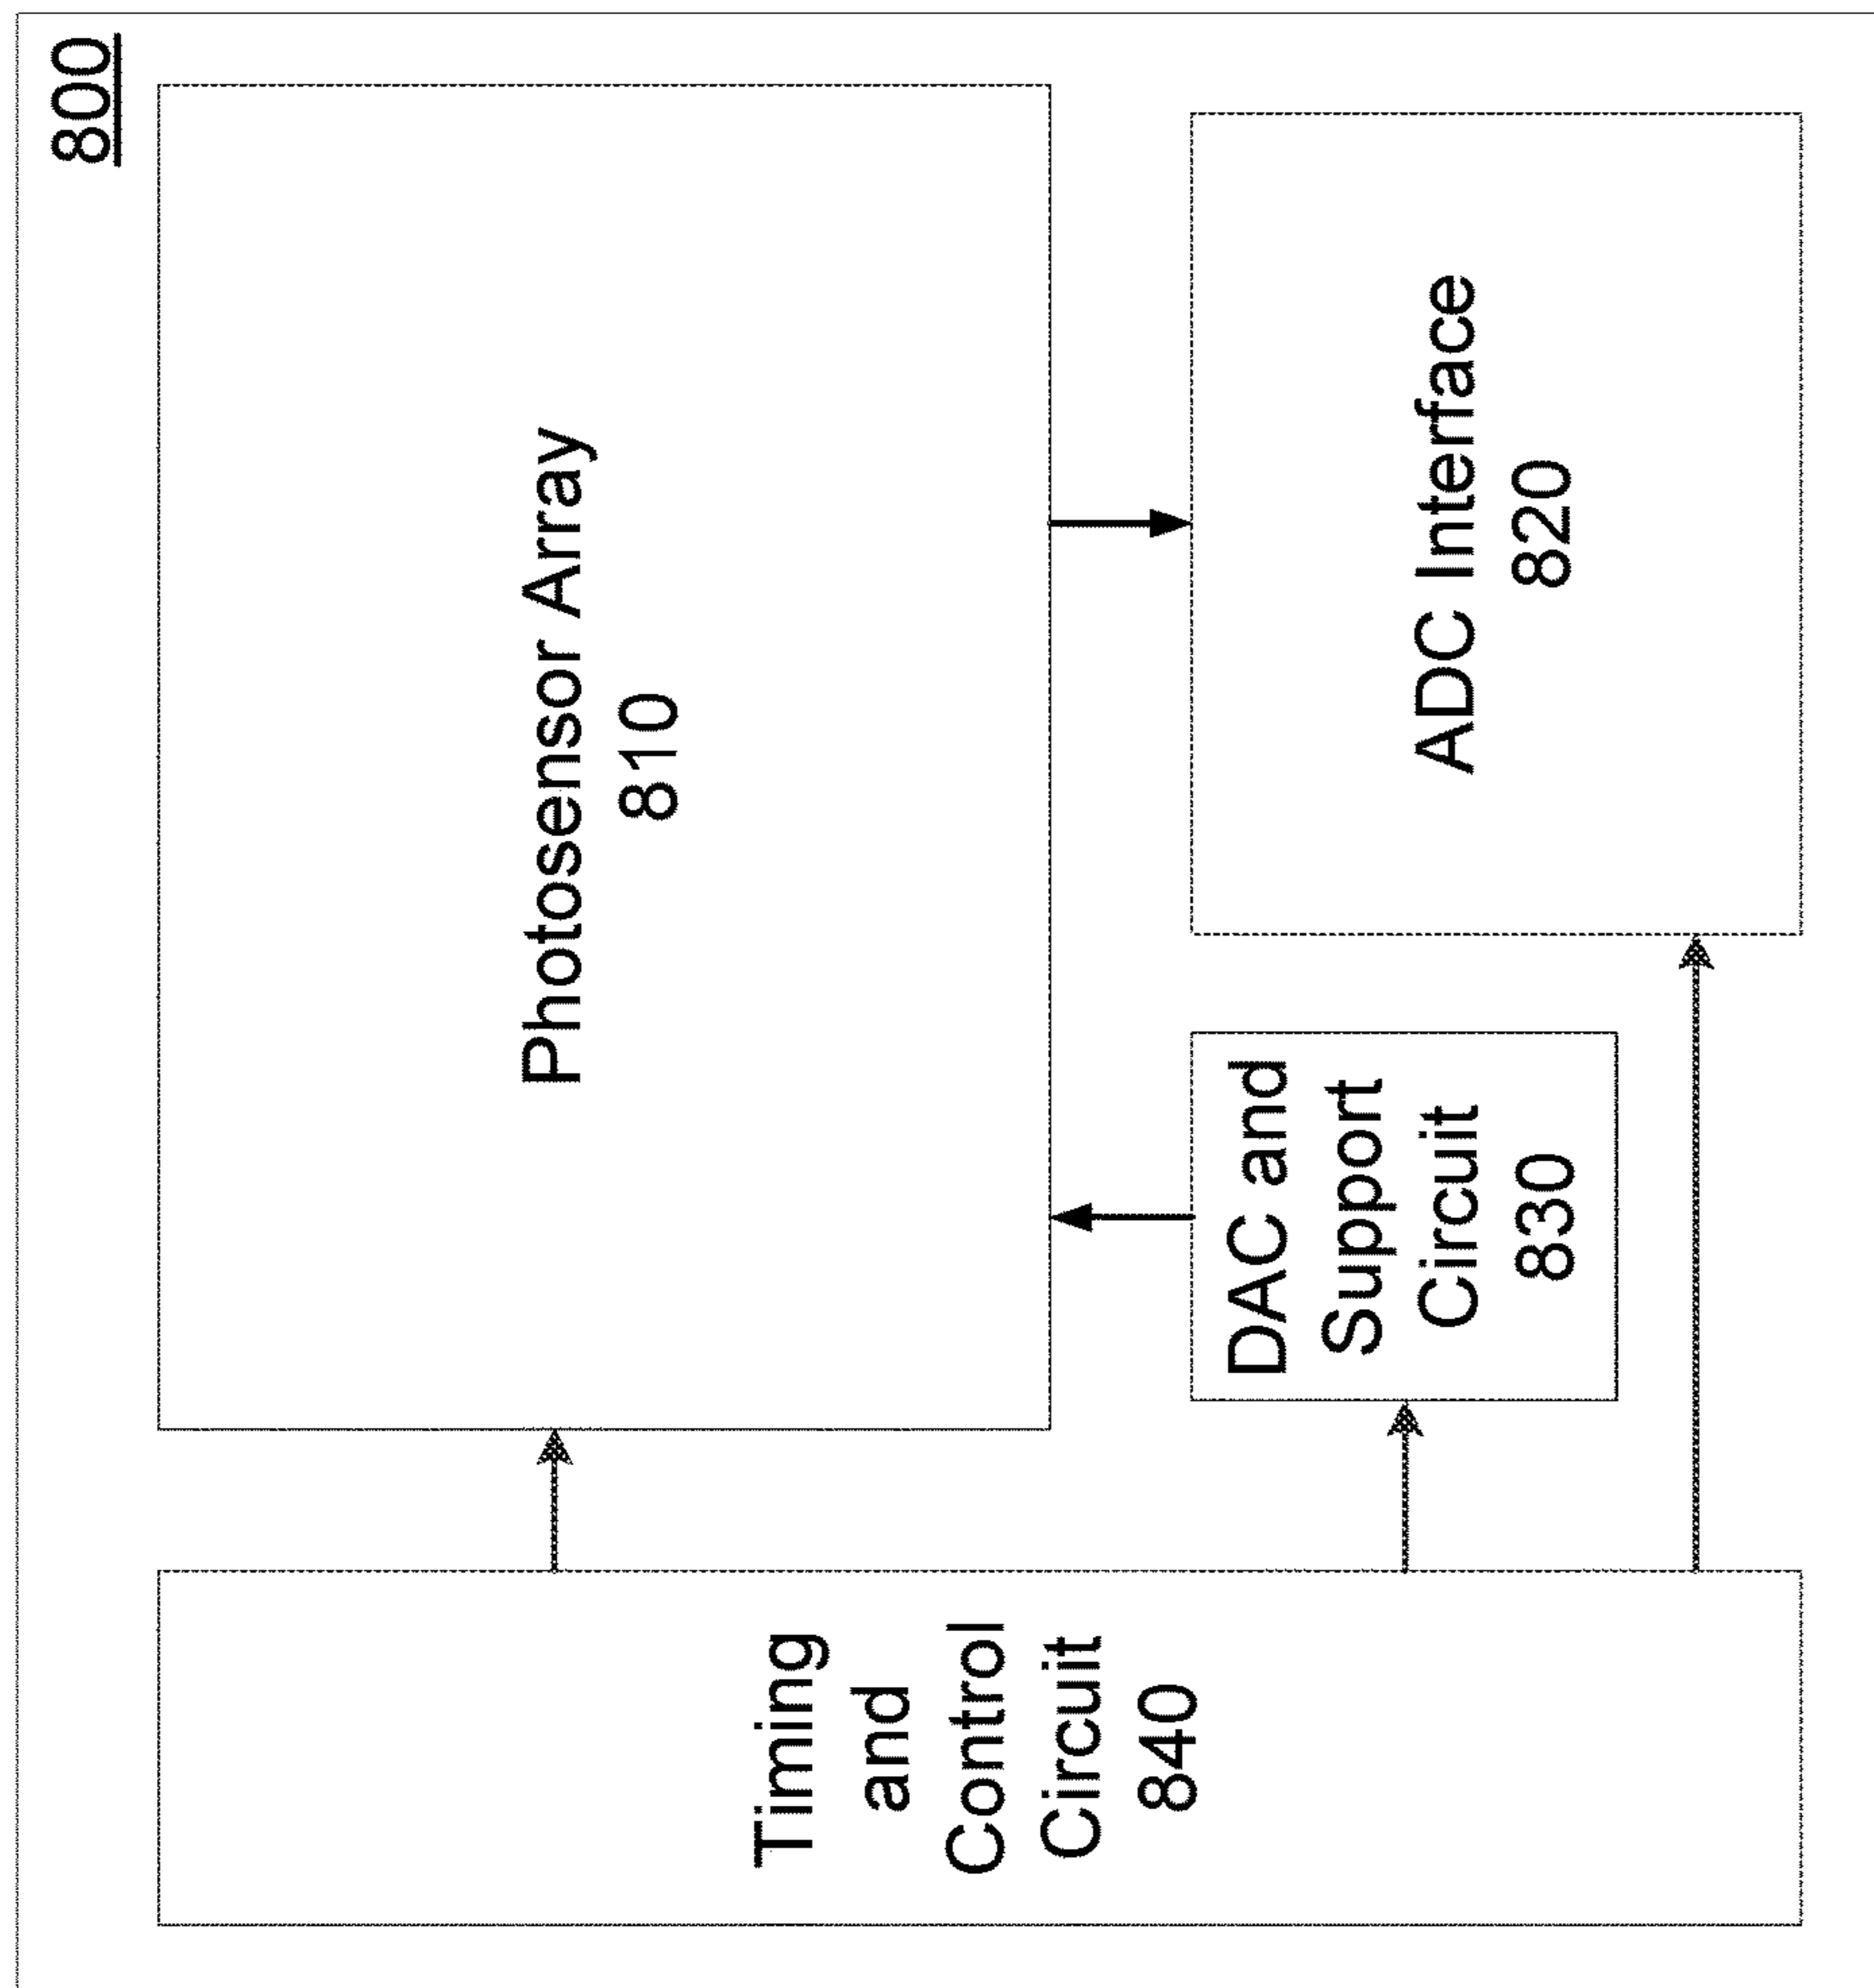 800
Photosensor Array
810
ADC Interface
820
DAC and
Support
Circuit
830
Timing
and
Control
Circuit
840